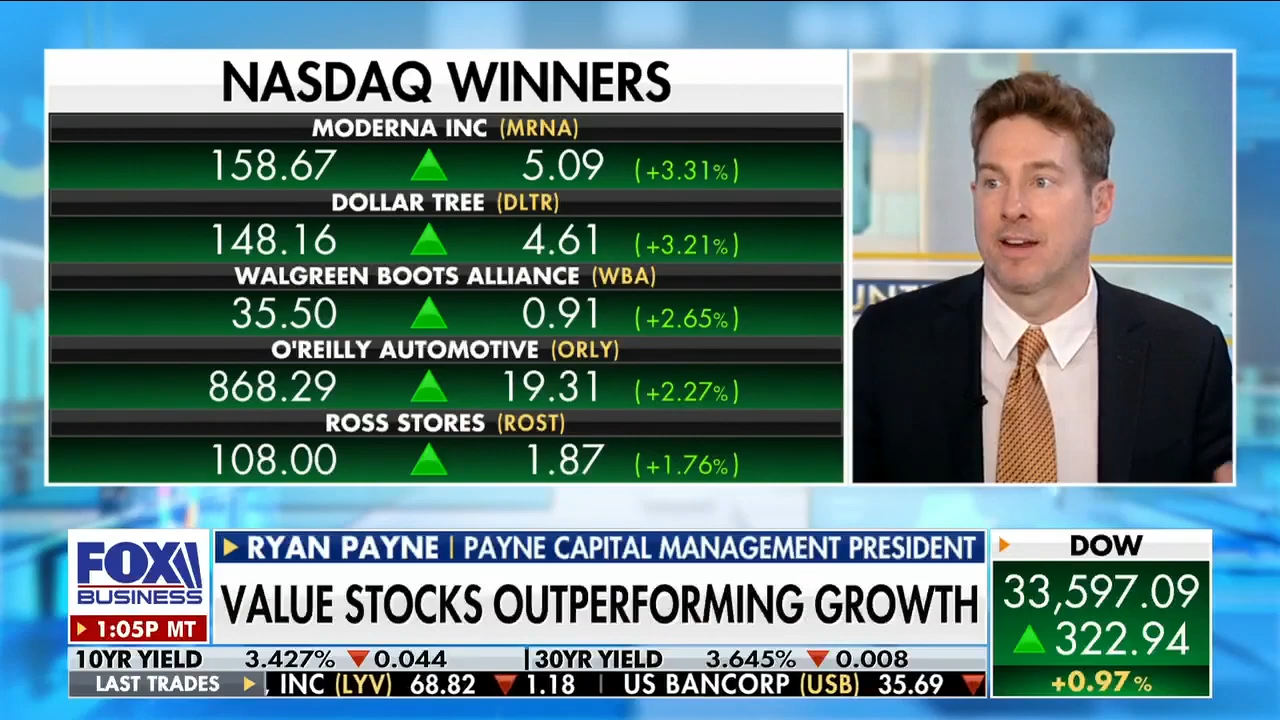 NASDAQ WINNERS
MODERNA INC (MRNA)
158.67 ▲ 5.09 (+3.31%)
DOLLAR TREE (DLTR)
148.16 ▲ 4.61 (+3.21%)
WALGREEN BOOTS ALLIANCE (WBA)
35.50 ▲ 0.91 (+2.65%)
O'REILLY AUTOMOTIVE (ORLY)
868.29 ▲ 19.31 (+2.27%)
ROSS STORES (ROST)
108.00 ▲ 1.87 (+1.76%)
FOX
BUSINESS
1:05P MT
RYAN PAYNE | PAYNE CAPITAL MANAGEMENT PRESIDENT
VALUE STOCKS OUTPERFORMING GROWTH
DOW
33,597.09
▲ 322.94
+0.97%
10YR YIELD 3.427% ▼ 0.044 | 30YR YIELD 3.645% ▼ 0.008
LAST TRADES , INC (LYV) 68.82 ▼ 1.18 | US BANCORP (USB) 35.69 ▼